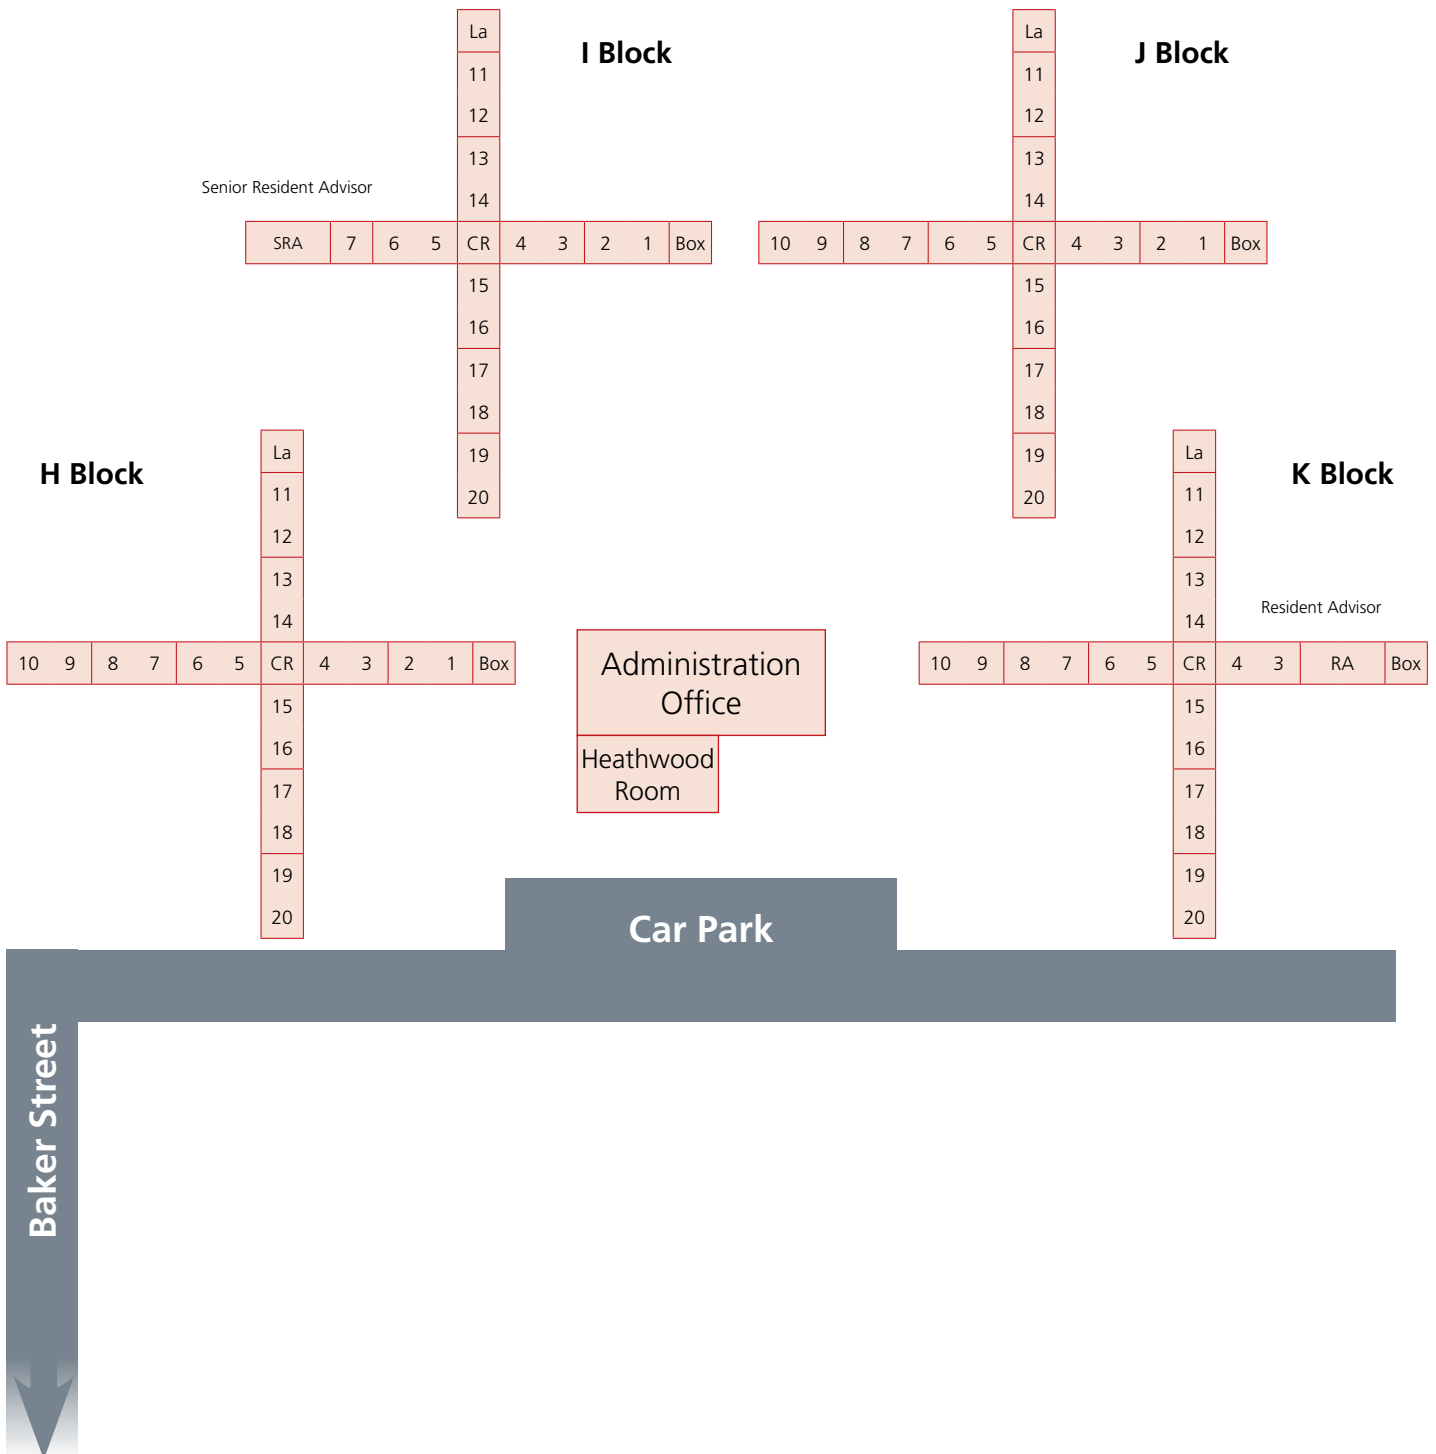 I Block
La
11
12
13
14
Senior Resident Advisor
SRA 7 6 5 CR 4 3 2 1 Box
15
16
17
18
19
20
J Block
La
11
12
13
14
10 9 8 7 6 5 CR 4 3 2 1 Box
15
16
17
18
19
20
H Block
La
11
12
13
14
10 9 8 7 6 5 CR 4 3 2 1 Box
15
16
17
18
19
20
Administration
Office
Heathwood
Room
K Block
La
11
12
13
14
Resident Advisor
10 9 8 7 6 5 CR 4 3 RA Box
15
16
17
18
19
20
Car Park
Baker Street